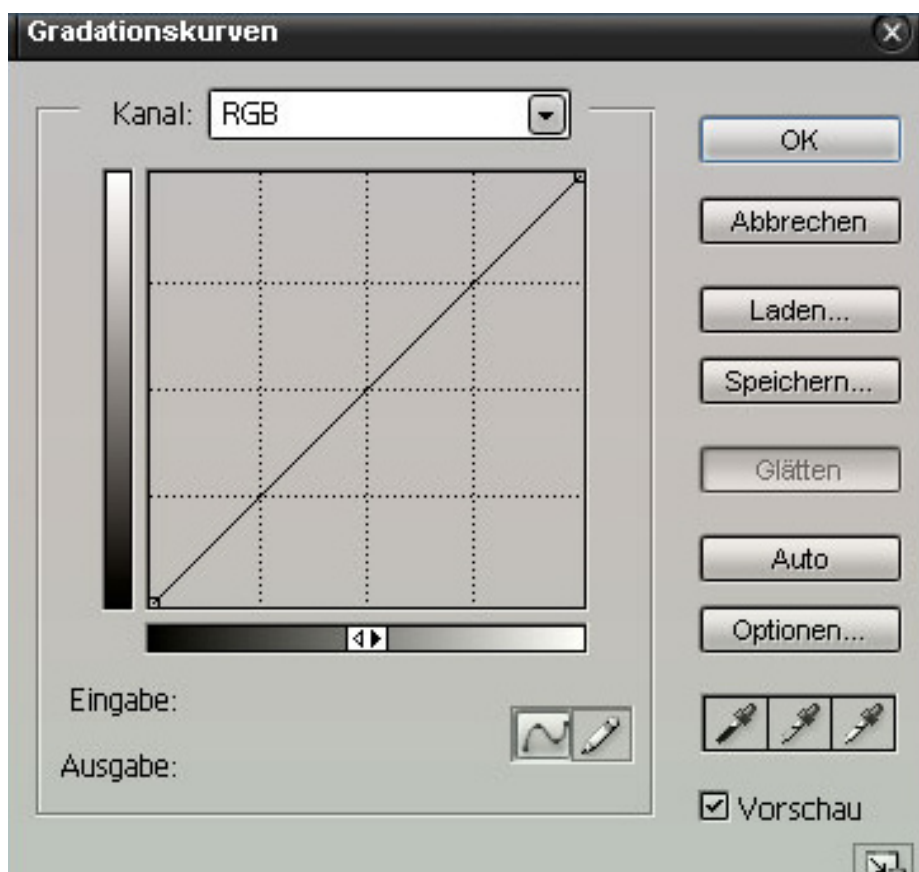 Gradationskurven
Kanal: RGB
OK
Abbrechen
Laden...
Speichern...
Glätten
Auto
Optionen...
Eingabe:
Ausgabe:
Vorschau